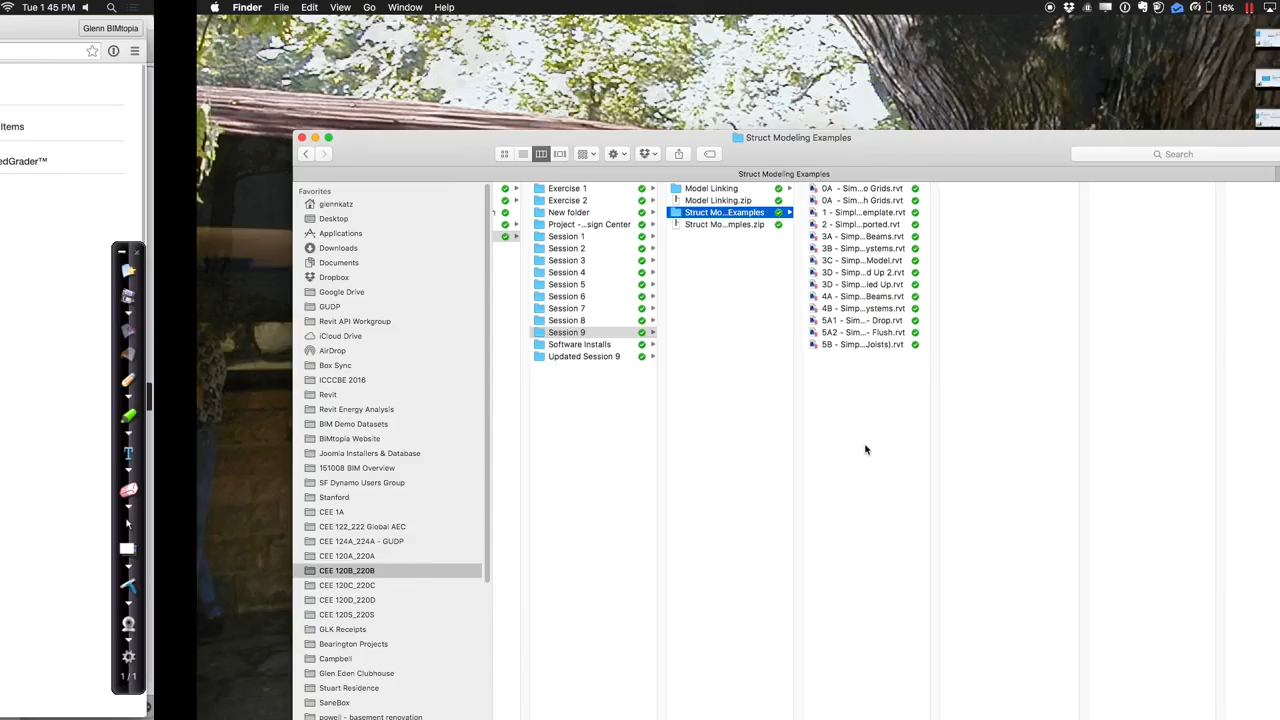 Tue 1:45 PM
Finder File Edit View Go Window Help
16%
Glenn BIMtopia
Items
edGrader™
1 / 1
Struct Modeling Examples
Search
Struct Modeling Examples
Favorites
glennkatz
Desktop
Applications
Downloads
Documents
Dropbox
Google Drive
GUDP
Revit API Workgroup
iCloud Drive
AirDrop
Box Sync
ICCCBE 2016
Revit
Revit Energy Analysis
BIM Demo Datasets
BIMtopia Website
Joomla Installers & Database
151008 BIM Overview
SF Dynamo Users Group
Stanford
CEE 1A
CEE 122_222 Global AEC
CEE 124A_224A - GUDP
CEE 120A_220A
CEE 120B_220B
CEE 120C_220C
CEE 120D_220D
CEE 120S_220S
GLK Receipts
Bearington Projects
Campbell
Glen Eden Clubhouse
Stuart Residence
SaneBox
powell - basement renovation
Exercise 1
Exercise 2
New folder
Project -...sign Center
Session 1
Session 2
Session 3
Session 4
Session 5
Session 6
Session 7
Session 8
Session 9
Software Installs
Updated Session 9
Model Linking
Model Linking.zip
Struct Mo...Examples
Struct Mo...mples.zip
0A - Sim...o Grids.rvt
0A - Sim...h Grids.rvt
1 - Simpl...emplate.rvt
2 - Simpl...ported.rvt
3A - Simp...Beams.rvt
3B - Simp...ystems.rvt
3C - Simp...Model.rvt
3D - Simp...d Up 2.rvt
3D - Simp...ied Up.rvt
4A - Simp...Beams.rvt
4B - Simp...ystems.rvt
5A1 - Sim...- Drop.rvt
5A2 - Sim... - Flush.rvt
5B - Simp...Joists).rvt